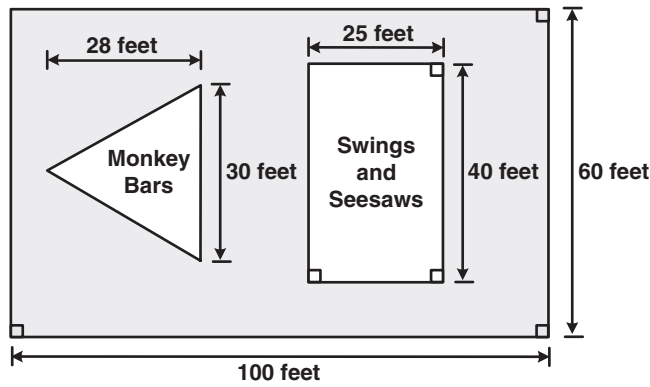 28 feet
25 feet
Monkey
Bars
30 feet
Swings
and
Seesaws
40 feet
60 feet
100 feet